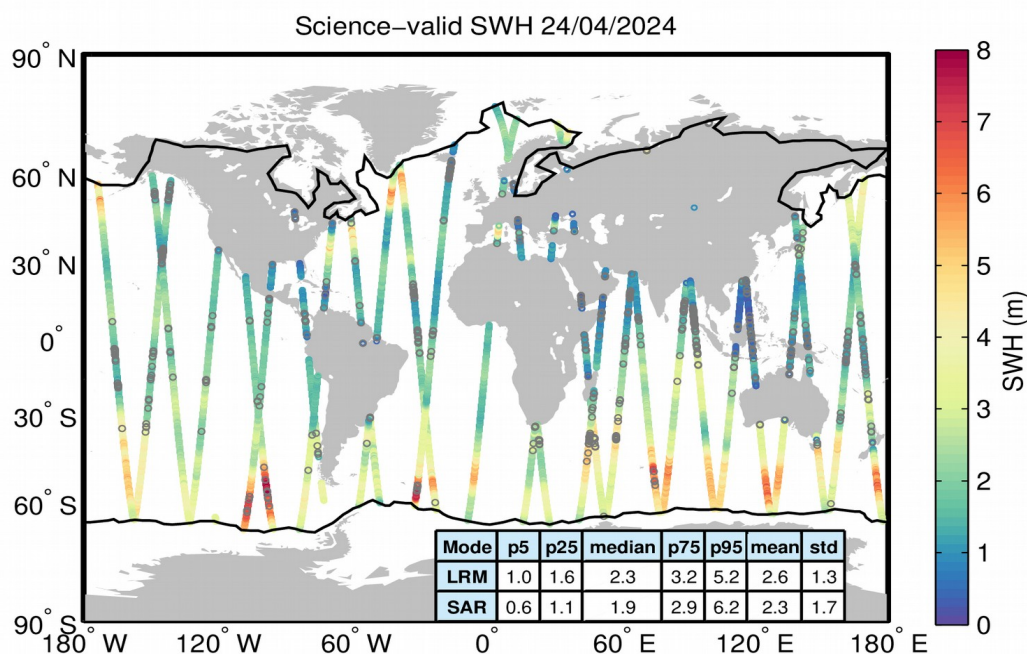 Science−valid SWH 24/04/2024
90° N
60° N
30° N
0°
30° S
60° S
90° S
180° W
120° W
60° W
0°
60° E
120° E
180° E
8
7
6
5
4
3
2
1
0
SWH (m)
Mode p5 p25 median p75 p95 mean std
LRM 1.0 1.6 2.3 3.2 5.2 2.6 1.3
SAR 0.6 1.1 1.9 2.9 6.2 2.3 1.7